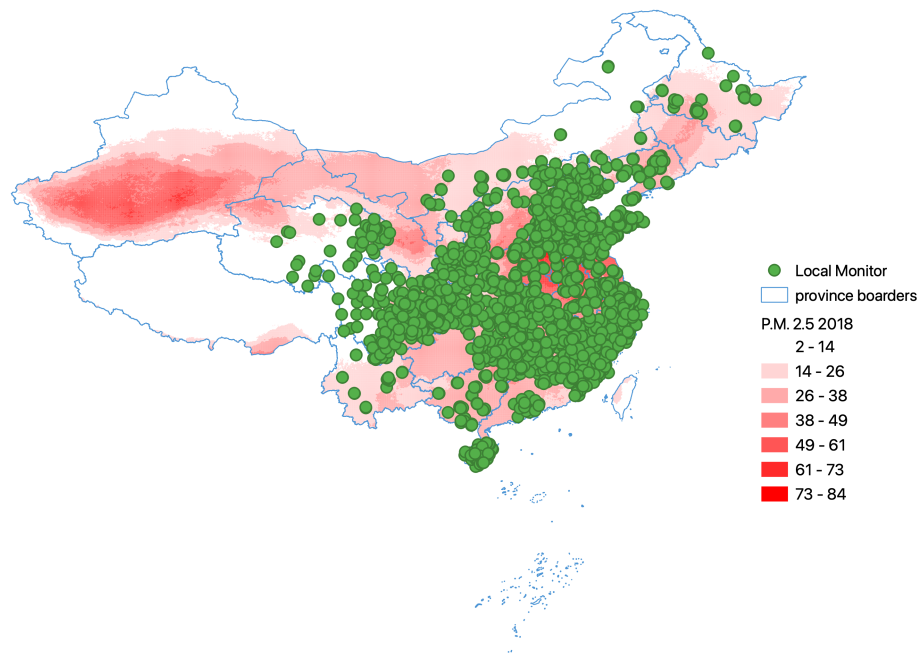 Local Monitor
province boarders
P.M. 2.5 2018
2 - 14
14 - 26
26 - 38
38 - 49
49 - 61
61 - 73
73 - 84